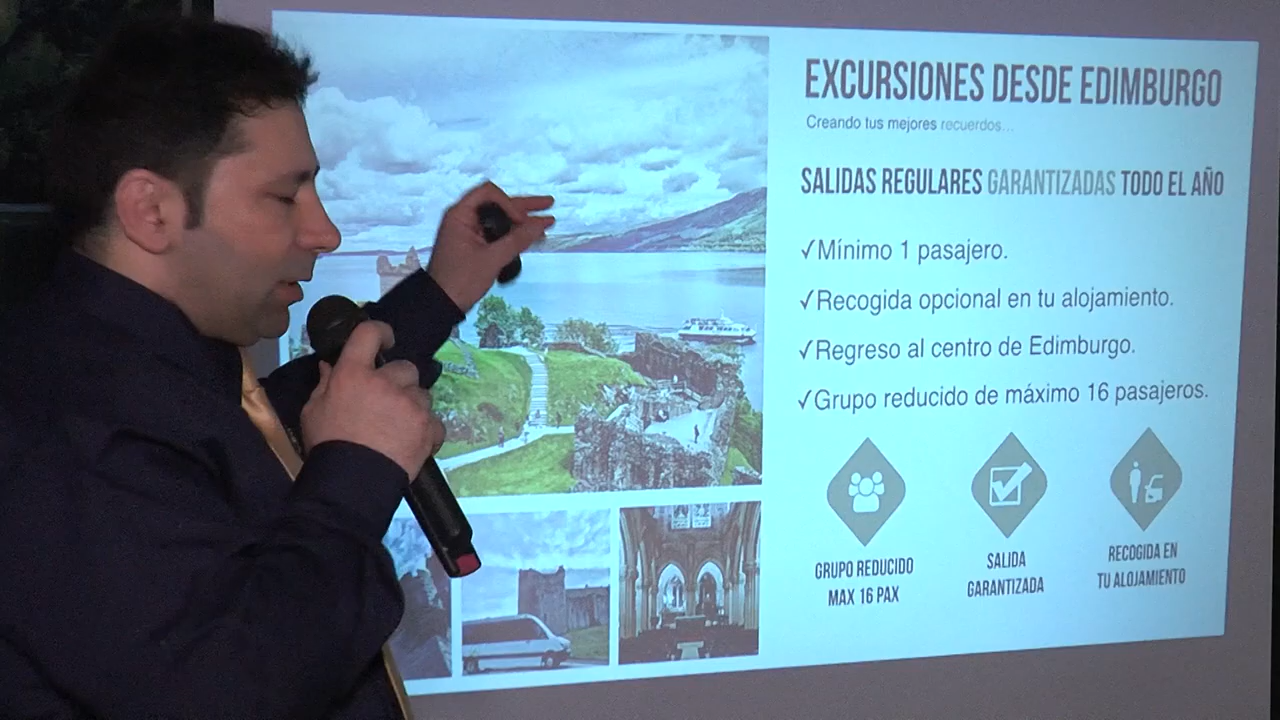 EXCURSIONES DESDE EDIMBURGO
Creando tus mejores recuerdos...
SALIDAS REGULARES GARANTIZADAS TODO EL AÑO
✓Mínimo 1 pasajero.
✓Recogida opcional en tu alojamiento.
✓Regreso al centro de Edimburgo.
✓Grupo reducido de máximo 16 pasajeros.
GRUPO REDUCIDO
MAX 16 PAX
SALIDA
GARANTIZADA
RECOGIDA EN
TU ALOJAMIENTO